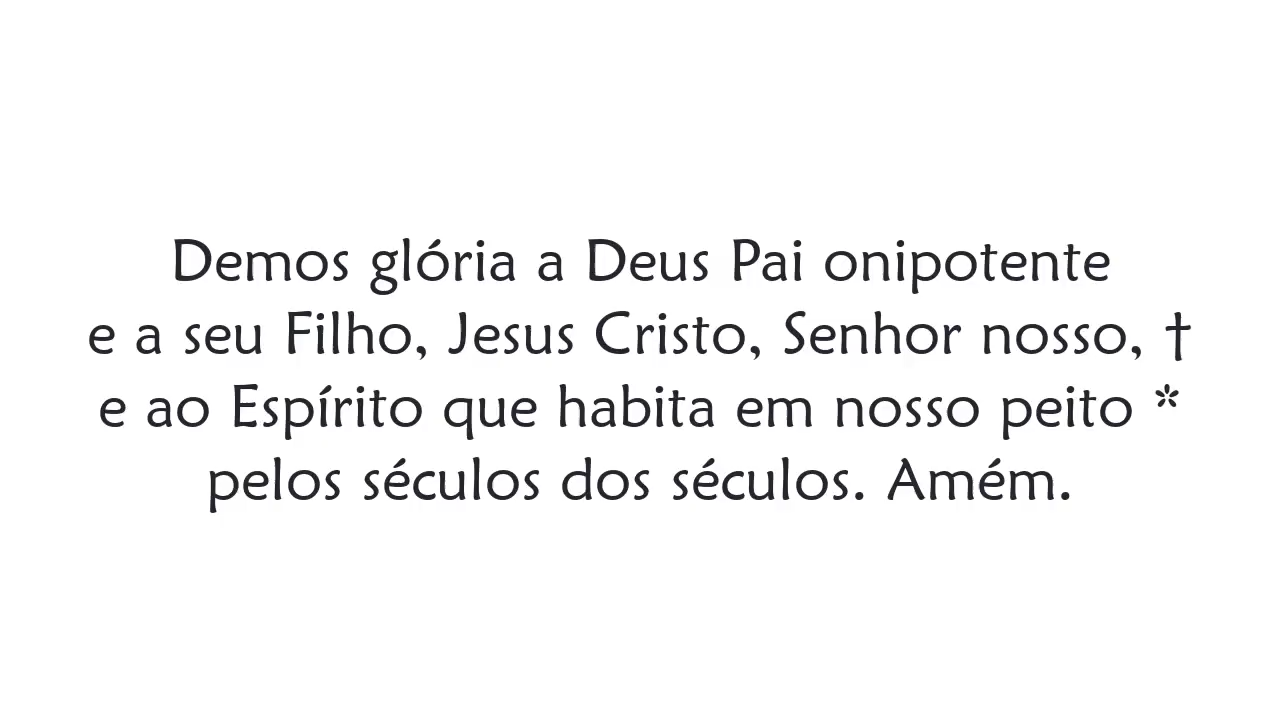 Demos glória a Deus Pai onipotente
e a seu Filho, Jesus Cristo, Senhor nosso, †
e ao Espírito que habita em nosso peito *
pelos séculos dos séculos. Amém.